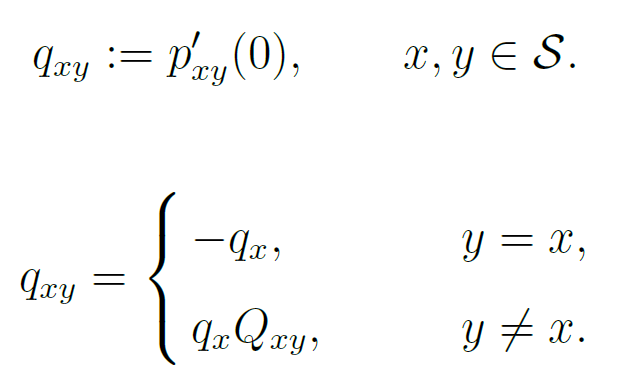 q_{xy} := p'_{xy}(0), x, y ∈ 𝒮.
q_{xy} = { −q_x, y = x,
q_x Q_{xy}, y ≠ x.